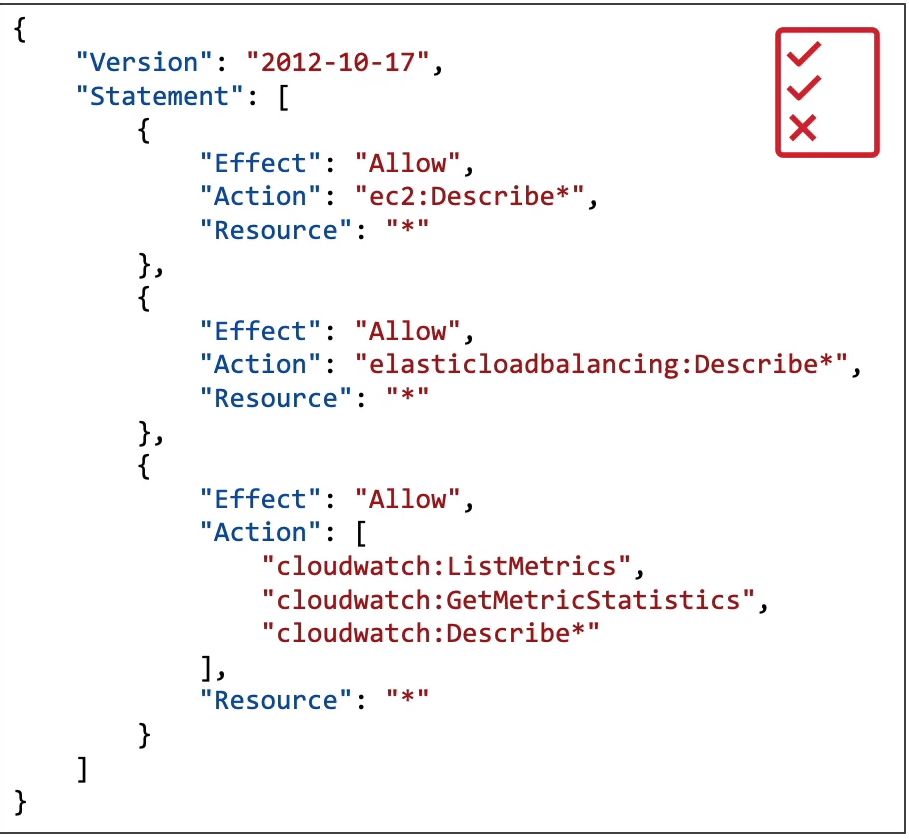 {
    "Version": "2012-10-17",
    "Statement": [
        {
            "Effect": "Allow",
            "Action": "ec2:Describe*",
            "Resource": "*"
        },
        {
            "Effect": "Allow",
            "Action": "elasticloadbalancing:Describe*",
            "Resource": "*"
        },
        {
            "Effect": "Allow",
            "Action": [
                "cloudwatch:ListMetrics",
                "cloudwatch:GetMetricStatistics",
                "cloudwatch:Describe*"
            ],
            "Resource": "*"
        }
    ]
}